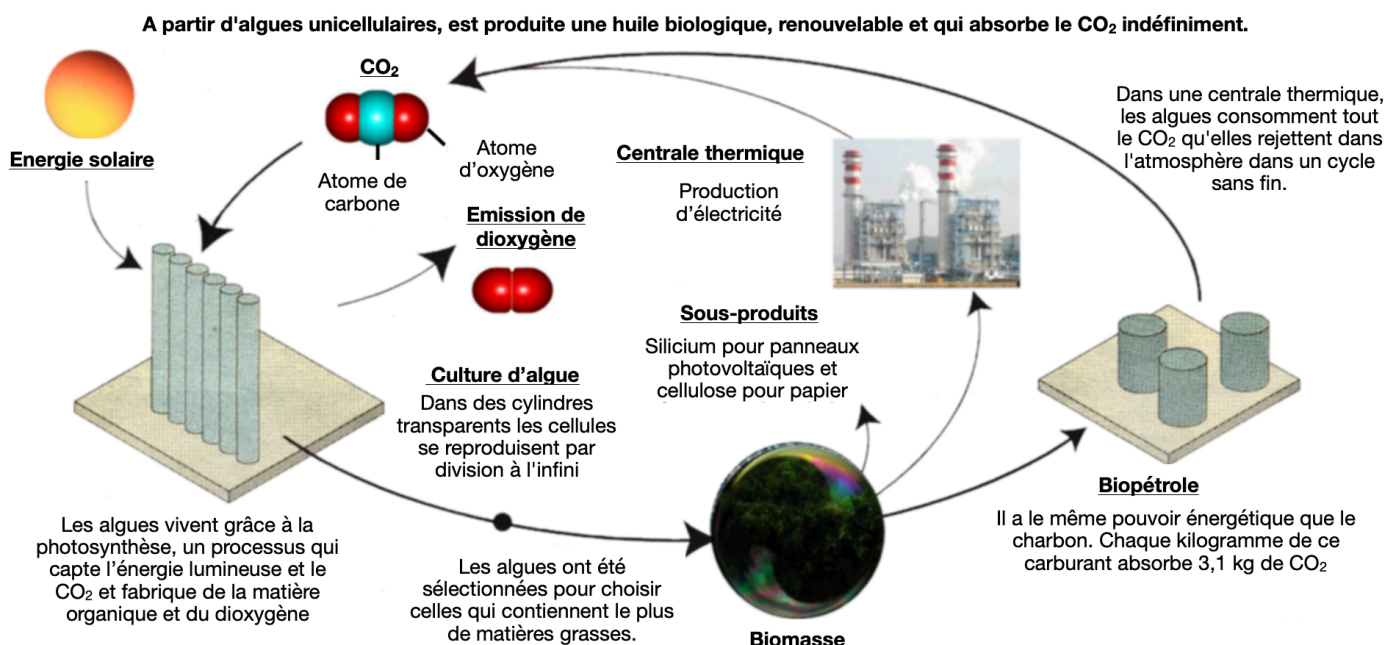 A partir d'algues unicellulaires, est produite une huile biologique, renouvelable et qui absorbe le CO₂ indéfiniment.
Energie solaire
CO₂
Atome de
carbone
Atome
d'oxygène
Emission de
dioxygène
Centrale thermique
Production
d'électricité
Dans une centrale thermique,
les algues consomment tout
le CO₂ qu'elles rejettent dans
l'atmosphère dans un cycle
sans fin.
Sous-produits
Silicium pour panneaux
photovoltaïques et
cellulose pour papier
Culture d'algue
Dans des cylindres
transparents les cellules
se reproduisent par
division à l'infini
Les algues vivent grâce à la
photosynthèse, un processus qui
capte l'énergie lumineuse et le
CO₂ et fabrique de la matière
organique et du dioxygène
Les algues ont été
sélectionnées pour choisir
celles qui contiennent le plus
de matières grasses.
Biomasse
Biopétrole
Il a le même pouvoir énergétique que le
charbon. Chaque kilogramme de ce
carburant absorbe 3,1 kg de CO₂